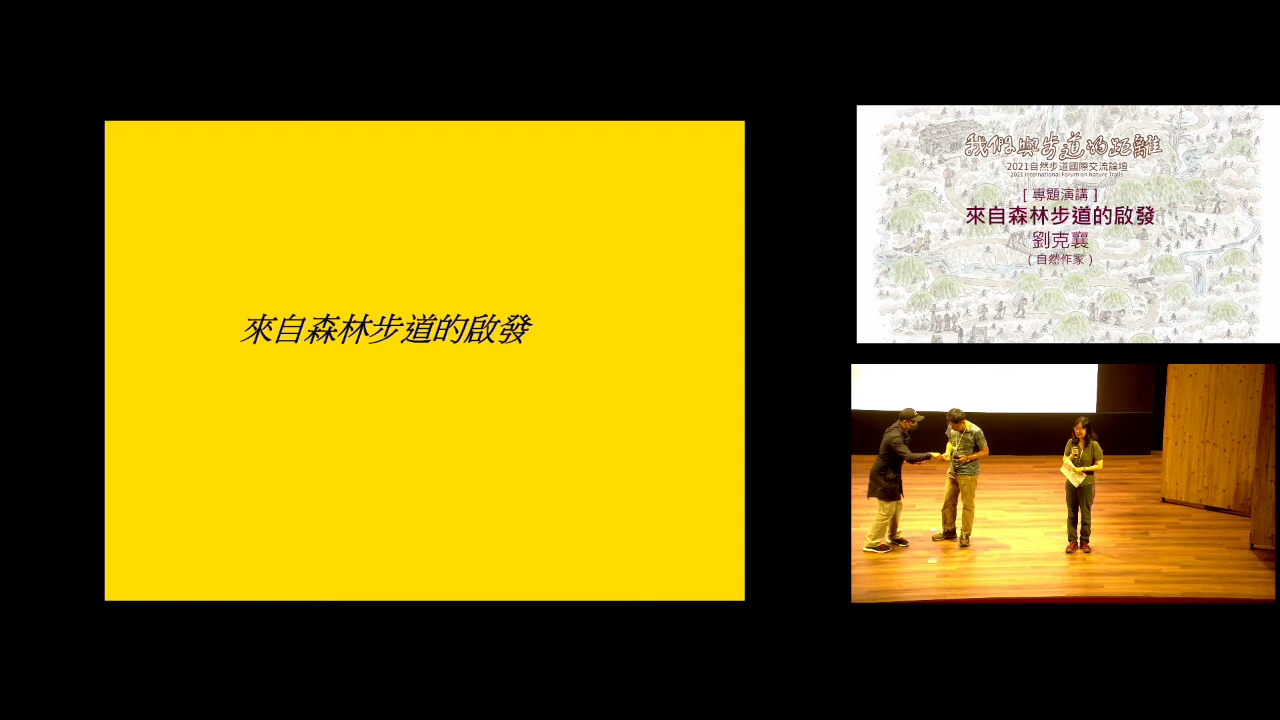 來自森林步道的啟發
我們與步道的距離
2021自然步道國際交流論壇
2021 International Forum on Nature Trails
[ 專題演講 ]
來自森林步道的啟發
劉克襄
( 自然作家 )